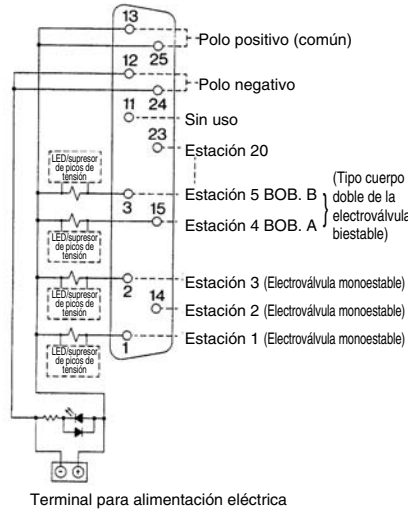 13
Polo positivo (común)
25
12
Polo negativo
24
11
Sin uso
23
Estación 20
LED/supresor
de picos de
tensión
Estación 5 BOB. B
3
15
Estación 4 BOB. A
(Tipo cuerpo
doble de la
electroválvula
biestable)
LED/supresor
de picos de
tensión
2
Estación 3 (Electroválvula monoestable)
LED/supresor
de picos de
tensión
14
Estación 2 (Electroválvula monoestable)
1
Estación 1 (Electroválvula monoestable)
LED/supresor
de picos de
tensión
Terminal para alimentación eléctrica